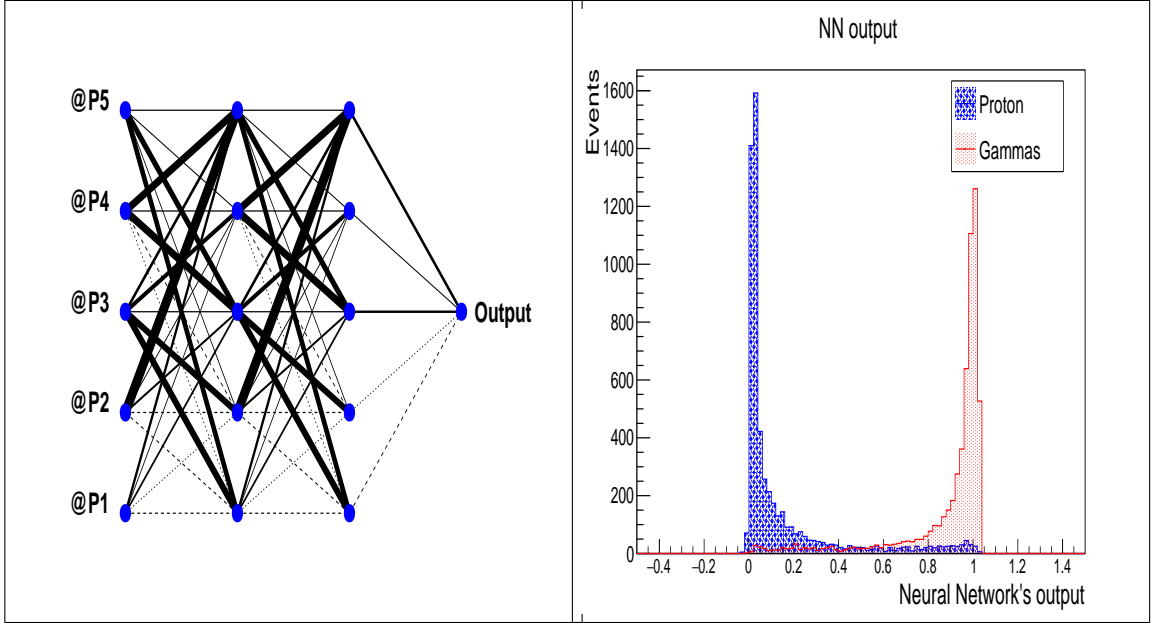 @P5
@P4
@P3
@P2
@P1
Output
NN output
Events
1600
1400
1200
1000
800
600
400
200
0
Proton
Gammas
−0.4 −0.2 0 0.2 0.4 0.6 0.8 1 1.2 1.4
Neural Network's output